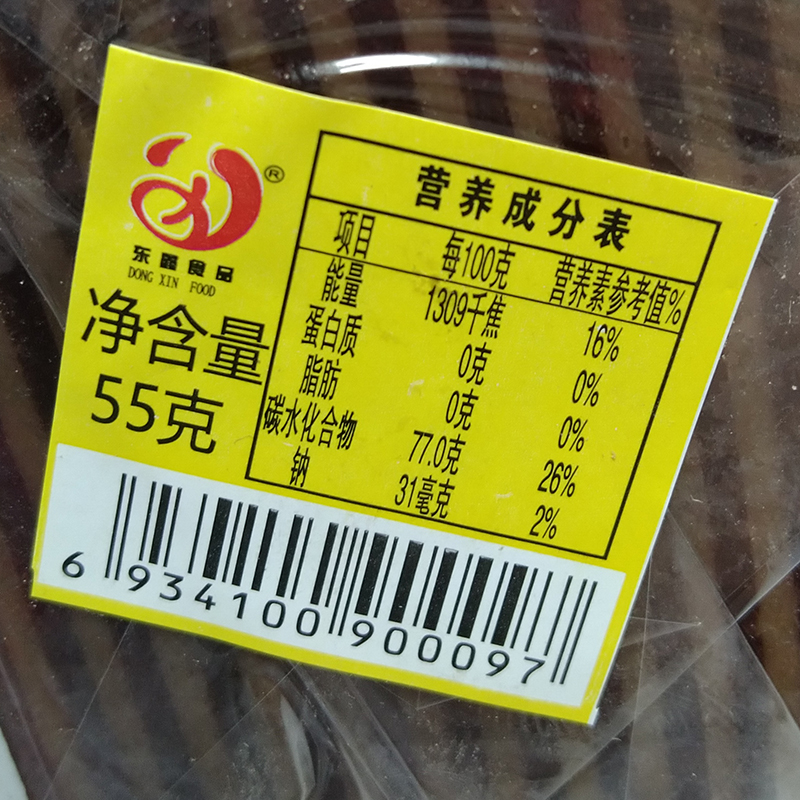 ®
东鑫食品
DONG XIN FOOD
净含量
55克
营养成分表
项目 每100克 营养素参考值%
能量 1309千焦 16%
蛋白质 0克 0%
脂肪 0克 0%
碳水化合物 77.0克 26%
钠 31毫克 2%
6 934100 900097